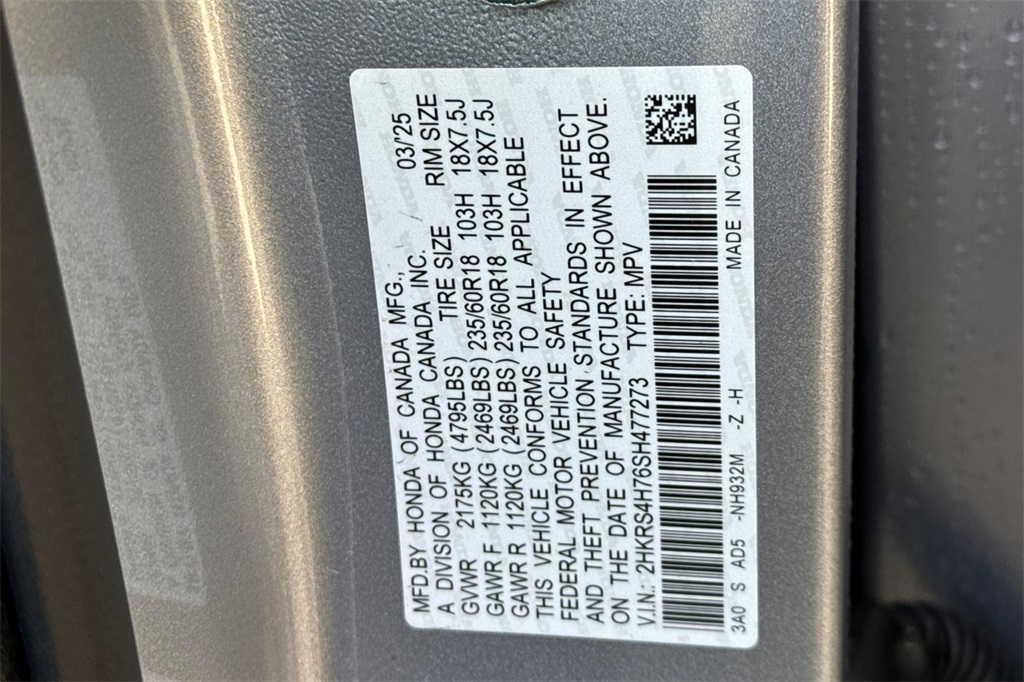 MFD.BY HONDA OF CANADA MFG., 03/'25
A DIVISION OF HONDA CANADA INC.
TIRE SIZE RIM SIZE
GVWR 2175KG (4795LBS)
GAWR F 1120KG (2469LBS) 235/60R18 103H 18X7.5J
GAWR R 1120KG (2469LBS) 235/60R18 103H 18X7.5J
THIS VEHICLE CONFORMS TO ALL APPLICABLE
FEDERAL MOTOR VEHICLE SAFETY
AND THEFT PREVENTION STANDARDS IN EFFECT
ON THE DATE OF MANUFACTURE SHOWN ABOVE.
V.I.N.: 2HKRS4H76SH477273 TYPE: MPV
3A0 S AD5 -NH932M -Z -H MADE IN CANADA